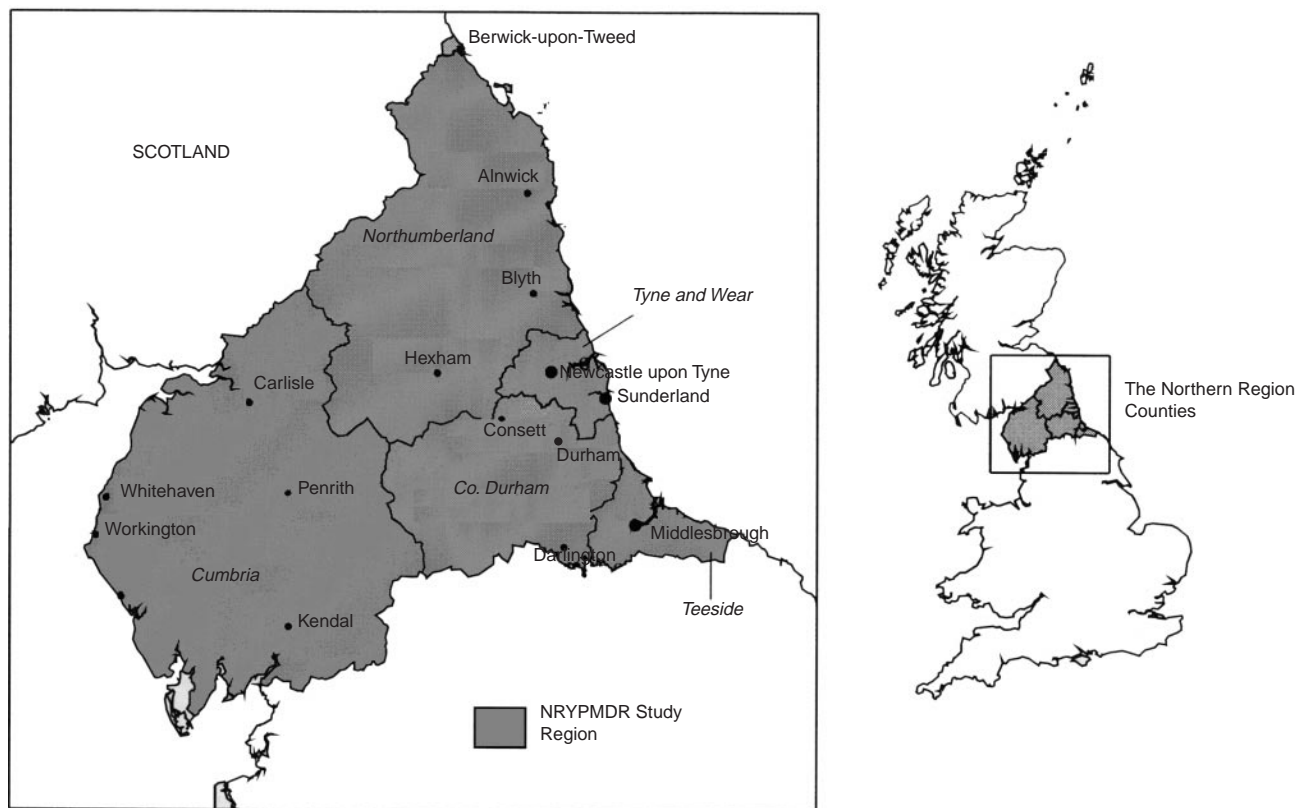 Berwick-upon-Tweed
SCOTLAND
Alnwick
Northumberland
Blyth
Tyne and Wear
Hexham
Newcastle upon Tyne
Carlisle
Sunderland
Consett
Durham
Whitehaven
Penrith
Co. Durham
Workington
Middlesbrough
Darlington
Cumbria
Teeside
Kendal
NRYPMDR Study
Region
The Northern Region
Counties